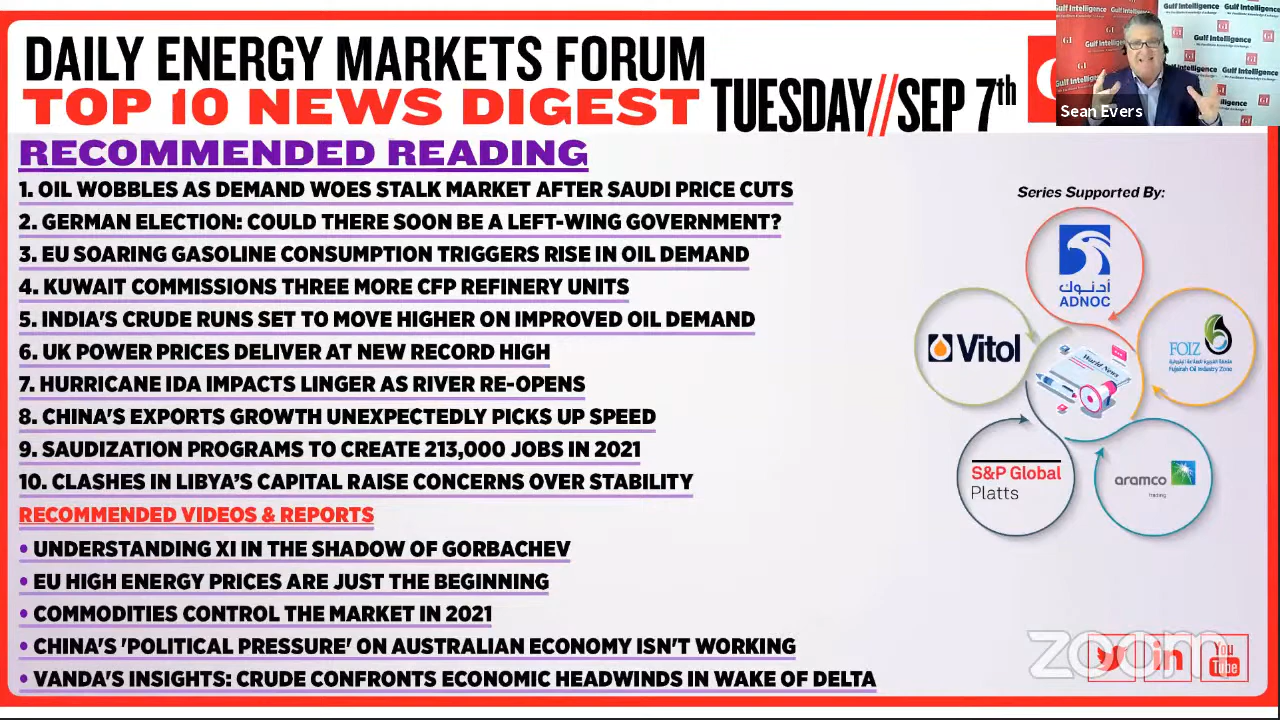 DAILY ENERGY MARKETS FORUM
TOP 10 NEWS DIGEST
TUESDAY//SEP 7th
Gulf Intelligence
Sean Evers
RECOMMENDED READING
1. OIL WOBBLES AS DEMAND WOES STALK MARKET AFTER SAUDI PRICE CUTS
2. GERMAN ELECTION: COULD THERE SOON BE A LEFT-WING GOVERNMENT?
3. EU SOARING GASOLINE CONSUMPTION TRIGGERS RISE IN OIL DEMAND
4. KUWAIT COMMISSIONS THREE MORE CFP REFINERY UNITS
5. INDIA'S CRUDE RUNS SET TO MOVE HIGHER ON IMPROVED OIL DEMAND
6. UK POWER PRICES DELIVER AT NEW RECORD HIGH
7. HURRICANE IDA IMPACTS LINGER AS RIVER RE-OPENS
8. CHINA'S EXPORTS GROWTH UNEXPECTEDLY PICKS UP SPEED
9. SAUDIZATION PROGRAMS TO CREATE 213,000 JOBS IN 2021
10. CLASHES IN LIBYA'S CAPITAL RAISE CONCERNS OVER STABILITY
RECOMMENDED VIDEOS & REPORTS
• UNDERSTANDING XI IN THE SHADOW OF GORBACHEV
• EU HIGH ENERGY PRICES ARE JUST THE BEGINNING
• COMMODITIES CONTROL THE MARKET IN 2021
• CHINA'S 'POLITICAL PRESSURE' ON AUSTRALIAN ECONOMY ISN'T WORKING
• VANDA'S INSIGHTS: CRUDE CONFRONTS ECONOMIC HEADWINDS IN WAKE OF DELTA
Series Supported By:
أدنوك
ADNOC
Vitol
FOIZ
Fujairah Oil Industry Zone
World News
S&P Global
Platts
aramco
trading
zoom
in
You
Tube